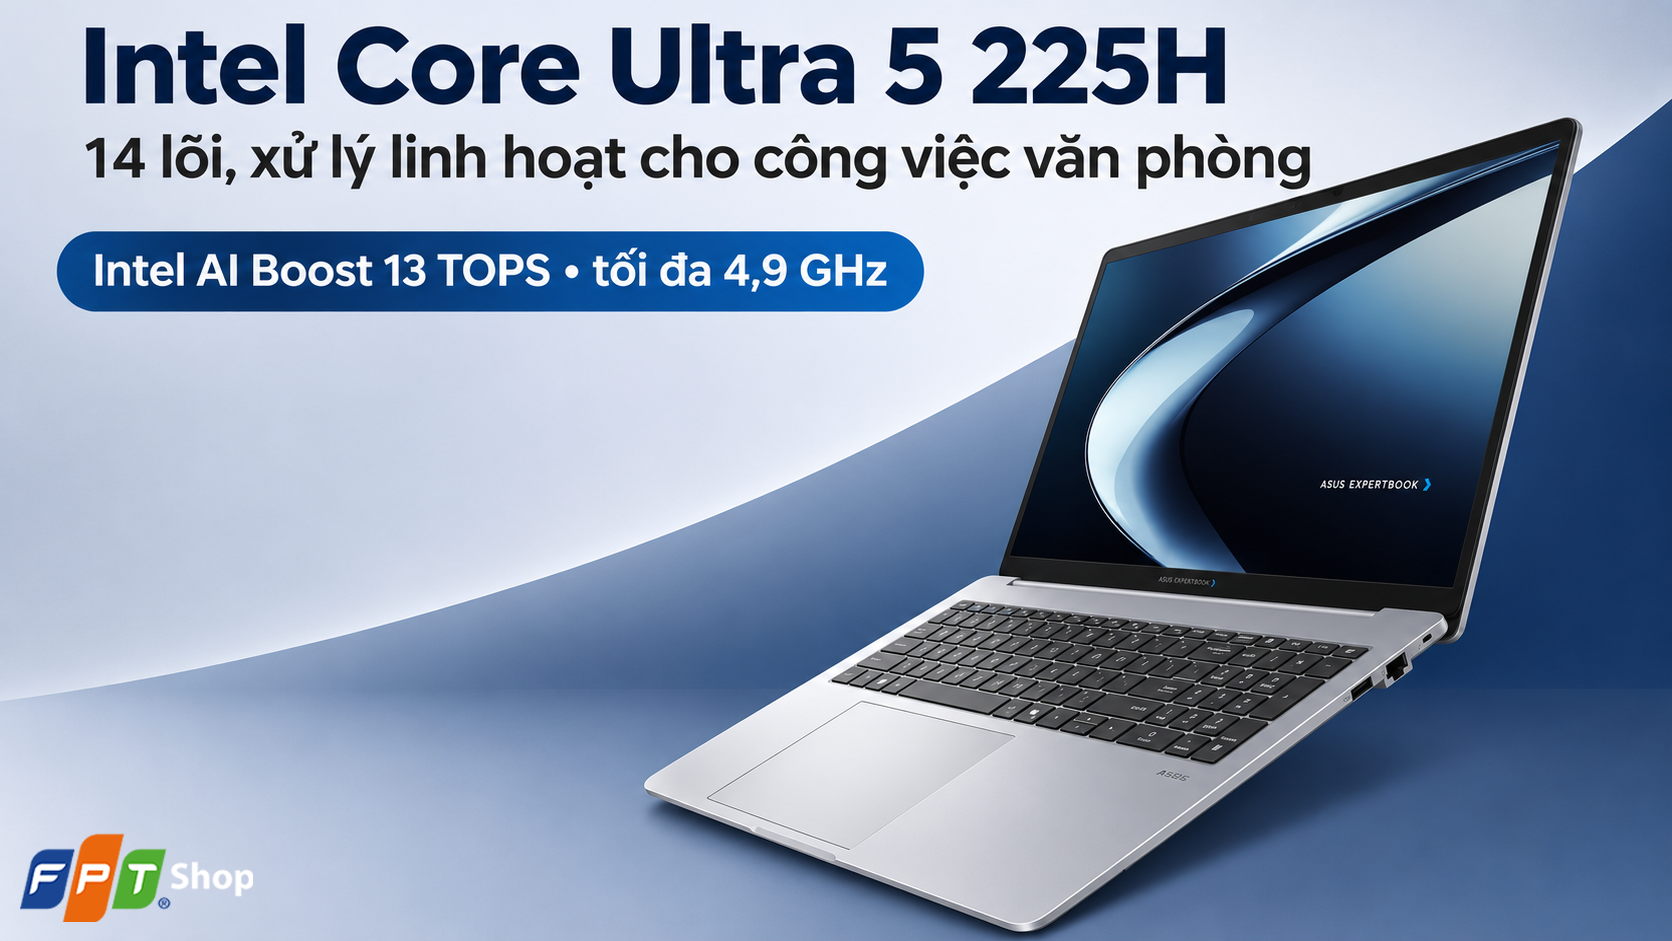 Intel Core Ultra 5 225H
14 lõi, xử lý linh hoạt cho công việc văn phòng
Intel AI Boost 13 TOPS • tối đa 4,9 GHz
ASUS EXPERTBOOK
ASUS EXPERTBOOK
ASUS
FPT® Shop